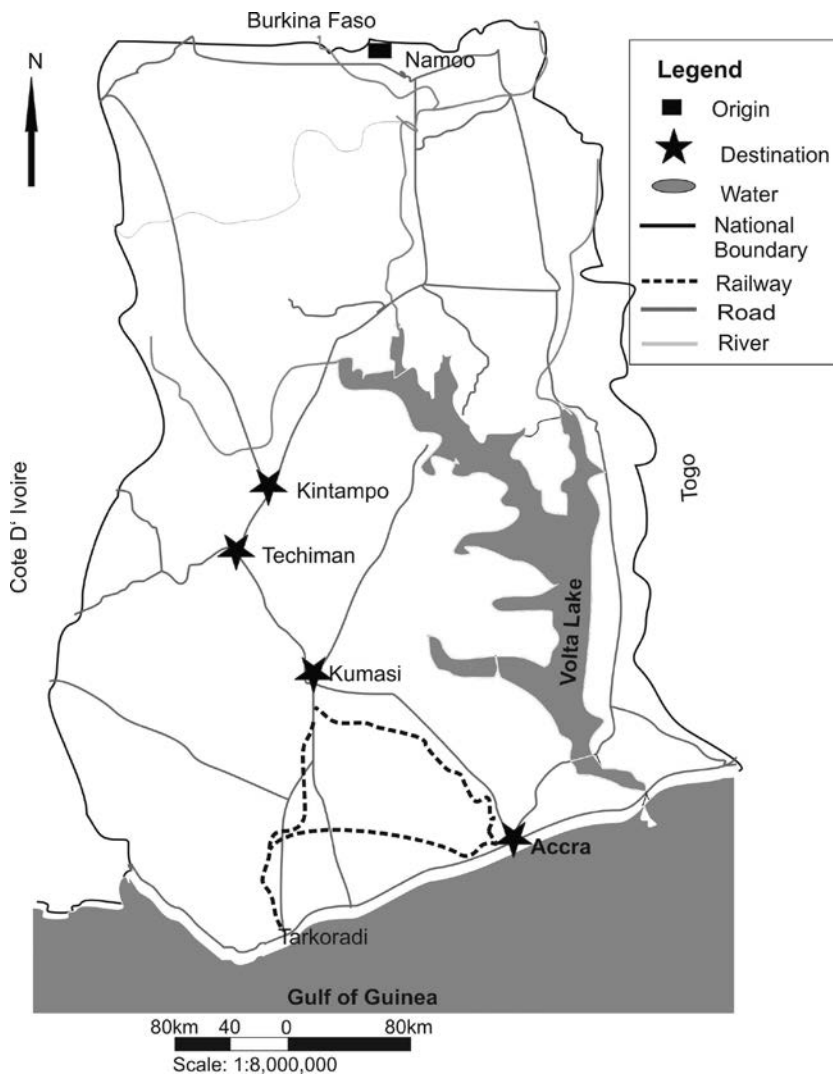 Burkina Faso
N
Namoo
Legend
Origin
Destination
Water
National
Boundary
Railway
Road
River
Kintampo
Cote D' Ivoire
Togo
Techiman
Volta Lake
Kumasi
Accra
Tarkoradi
Gulf of Guinea
80km 40 0 80km
Scale: 1:8,000,000